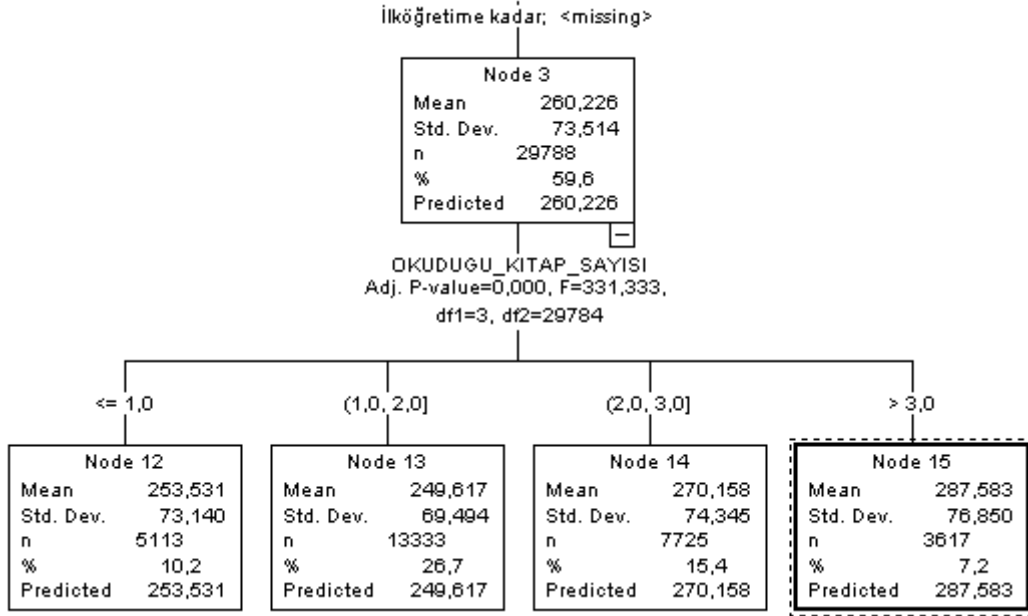 İlköğretime kadar; <missing>
Node 3
Mean 260,226
Std. Dev. 73,514
n 29788
% 59,6
Predicted 260,226
OKUDUGU_KITAP_SAYISI
Adj. P-value=0,000, F=331,333,
df1=3, df2=29784
<= 1,0
(1,0, 2,0]
(2,0, 3,0]
> 3,0
Node 12
Mean 253,531
Std. Dev. 73,140
n 5113
% 10,2
Predicted 253,531
Node 13
Mean 249,617
Std. Dev. 69,494
n 13333
% 26,7
Predicted 249,617
Node 14
Mean 270,158
Std. Dev. 74,345
n 7725
% 15,4
Predicted 270,158
Node 15
Mean 287,583
Std. Dev. 76,850
n 3617
% 7,2
Predicted 287,583